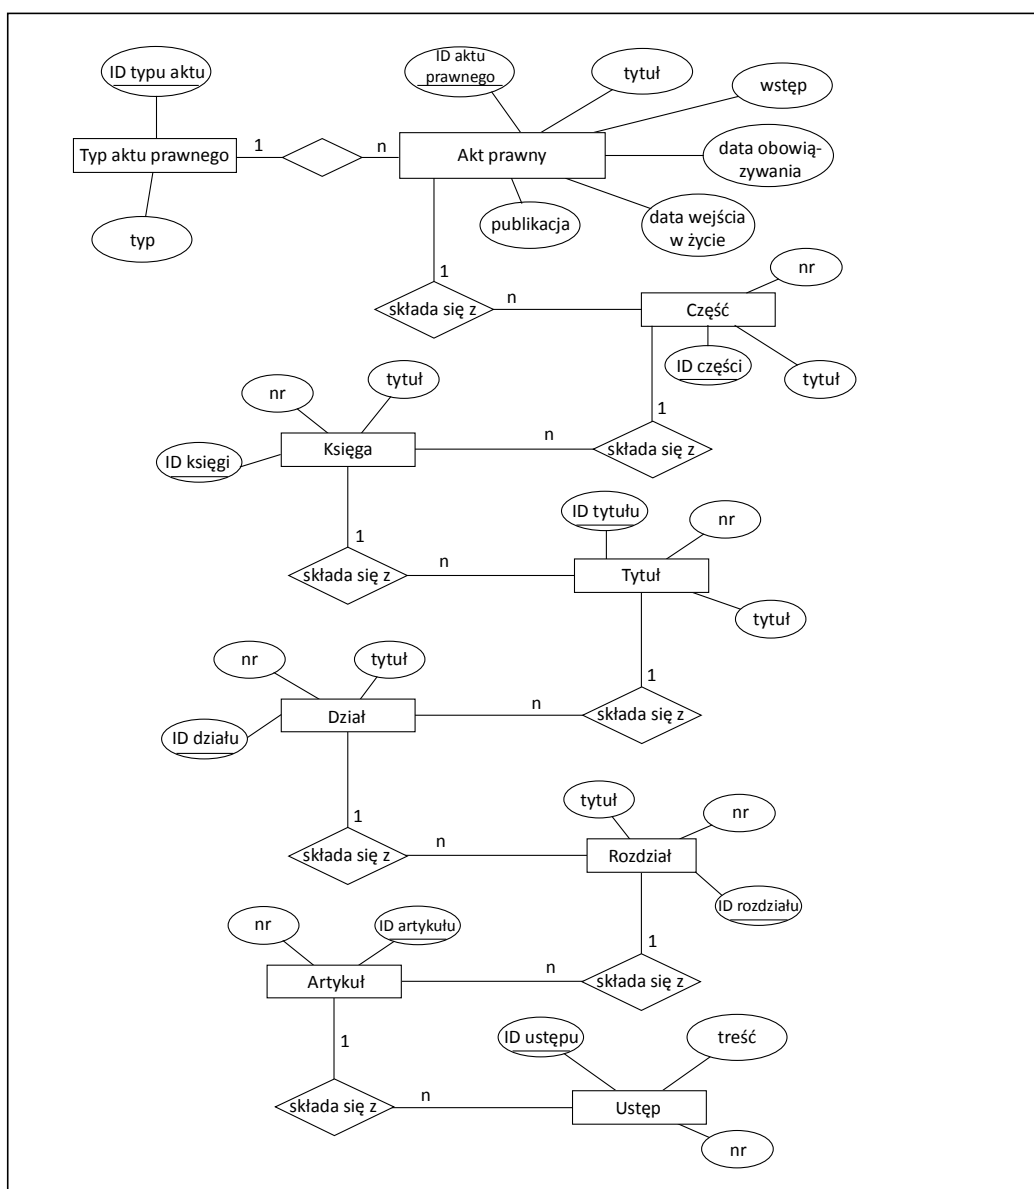 ID aktu
prawnego
tytuł
ID typu aktu
wstęp
Typ aktu prawnego
1
n
Akt prawny
data obowią-
zywania
typ
publikacja
data wejścia
w życie
1
nr
składa się z
n
Część
ID części
tytuł
nr
tytuł
1
Księga
n
składa się z
ID księgi
ID tytułu
nr
1
składa się z
n
Tytuł
tytuł
nr
tytuł
1
Dział
n
składa się z
ID działu
tytuł
nr
1
składa się z
n
Rozdział
ID rozdziału
nr
ID artykułu
1
Artykuł
n
składa się z
1
ID ustępu
treść
składa się z
n
Ustęp
nr